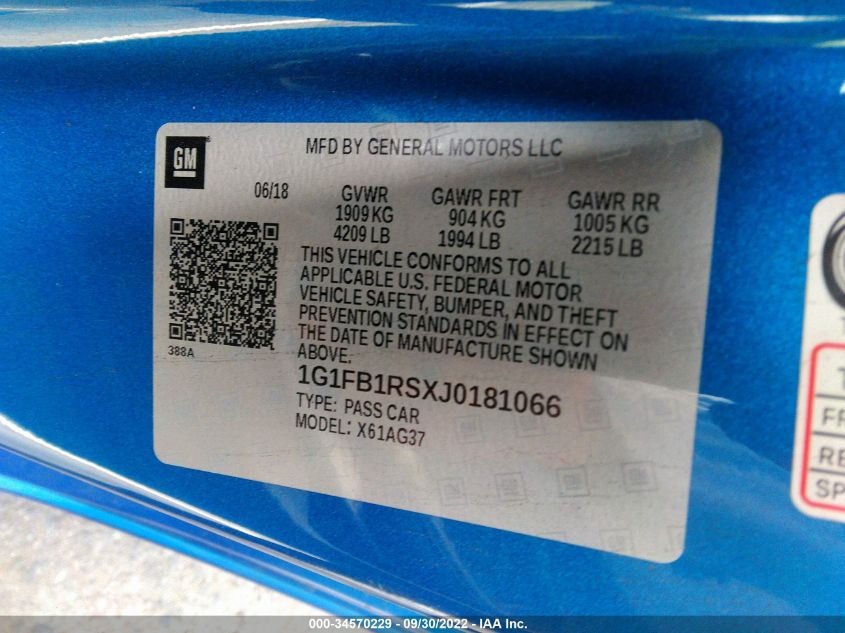 GM
MFD BY GENERAL MOTORS LLC
06/18 GVWR GAWR FRT GAWR RR
1909 KG 904 KG 1005 KG
4209 LB 1994 LB 2215 LB
THIS VEHICLE CONFORMS TO ALL
APPLICABLE U.S. FEDERAL MOTOR
VEHICLE SAFETY, BUMPER, AND THEFT
PREVENTION STANDARDS IN EFFECT ON
THE DATE OF MANUFACTURE SHOWN
ABOVE.
388A
1G1FB1RSXJ0181066
TYPE: PASS CAR
MODEL: X61AG37
T
FR
RE
SP
000-34570229 - 09/30/2022 - IAA Inc.